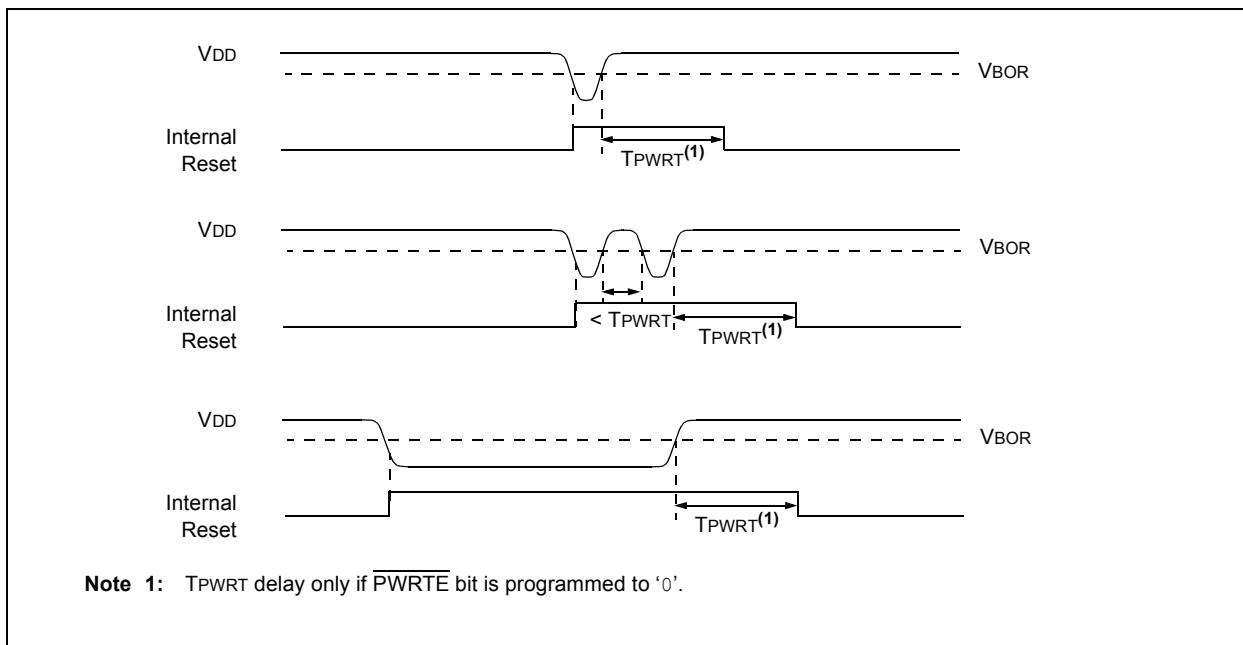 VDD
VBOR
Internal
Reset
TPWRT(1)
VDD
VBOR
Internal
Reset
< TPWRT
TPWRT(1)
VDD
VBOR
Internal
Reset
TPWRT(1)
Note 1: TPWRT delay only if P̅W̅R̅T̅E̅ bit is programmed to ‘0’.